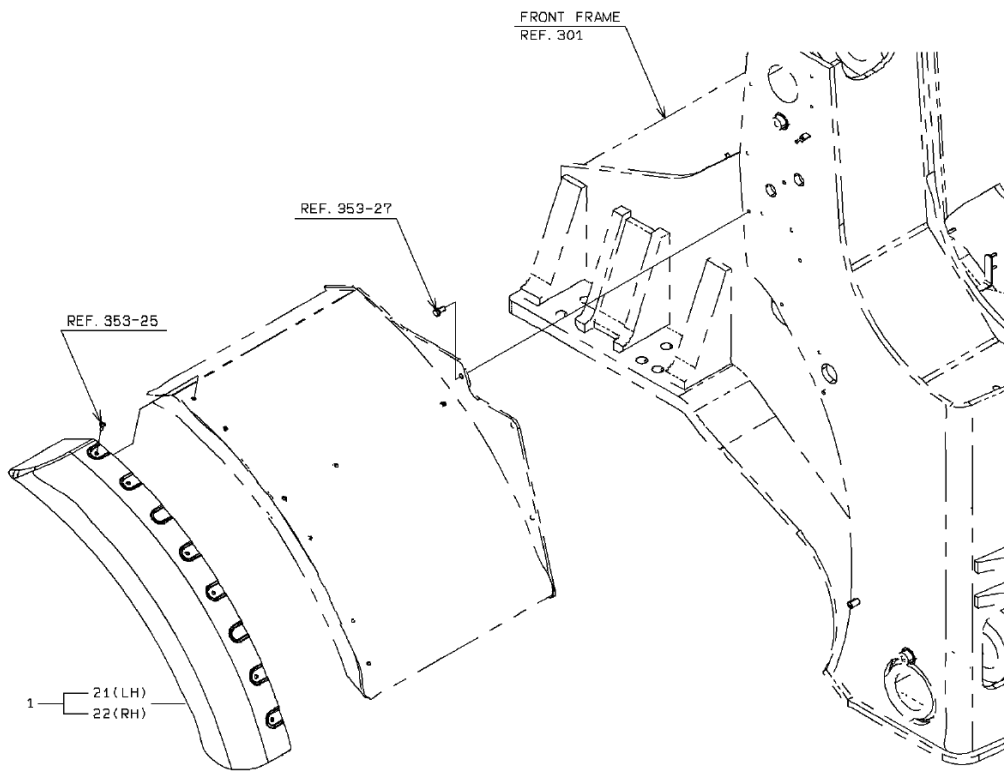 FRONT FRAME
REF. 301
REF. 353-27
REF. 353-25
1
21(LH)
22(RH)